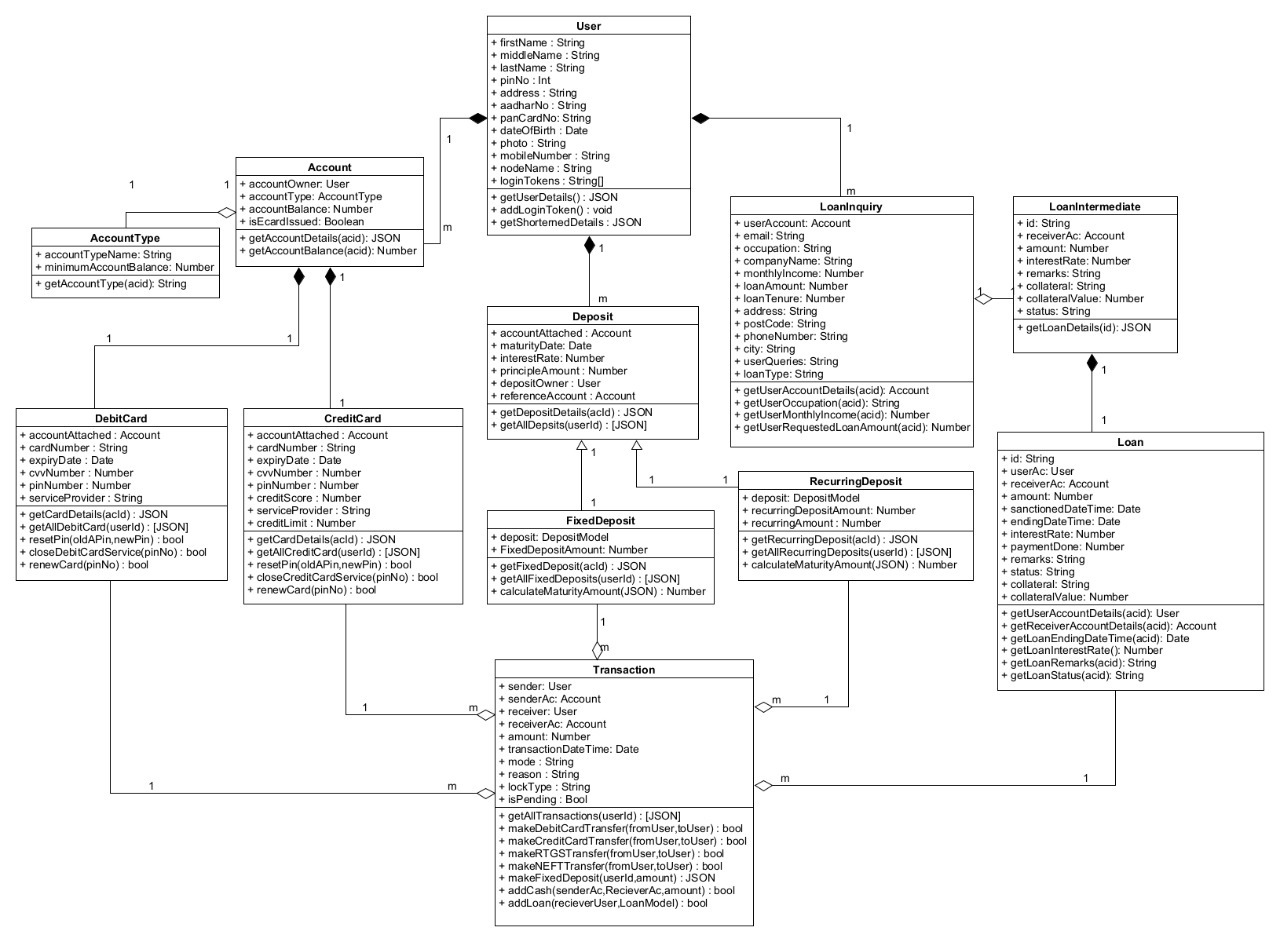 User
+ firstName : String
+ middleName : String
+ lastName : String
+ pinNo : Int
+ address : String
+ aadharNo : String
+ panCardNo: String
+ dateOfBirth : Date
+ photo : String
+ mobileNumber : String
+ nodeName : String
+ loginTokens : String[]
+ getUserDetails() : JSON
+ addLoginToken() : void
+ getShorternedDetails : JSON
1
m
1
m
1
m
Account
+ accountOwner: User
+ accountType: AccountType
+ accountBalance: Number
+ isEcardIssued: Boolean
+ getAccountDetails(acid): JSON
+ getAccountBalance(acid): Number
1
1
AccountType
+ accountTypeName: String
+ minimumAccountBalance: Number
+ getAccountType(acid): String
1
1
1
1
LoanInquiry
+ userAccount: Account
+ email: String
+ occupation: String
+ companyName: String
+ monthlyIncome: Number
+ loanAmount: Number
+ loanTenure: Number
+ address: String
+ postCode: String
+ phoneNumber: String
+ city: String
+ userQueries: String
+ loanType: String
+ getUserAccountDetails(acid): Account
+ getUserOccupation(acid): String
+ getUserMonthlyIncome(acid): Number
+ getUserRequestedLoanAmount(acid): Number
1
LoanIntermediate
+ id: String
+ receiverAc: Account
+ amount: Number
+ interestRate: Number
+ remarks: String
+ collateral: String
+ collateralValue: Number
+ status: String
+ getLoanDetails(id): JSON
1
1
Deposit
+ accountAttached : Account
+ maturityDate: Date
+ interestRate: Number
+ principleAmount : Number
+ depositOwner : User
+ referenceAccount : Account
+ getDepositDetails(acId) : JSON
+ getAllDepsits(userId) : [JSON]
1
1
1
1
DebitCard
+ accountAttached : Account
+ cardNumber : String
+ expiryDate : Date
+ cvvNumber : Number
+ pinNumber : Number
+ serviceProvider : String
+ getCardDetails(acId) : JSON
+ getAllDebitCard(userId) : [JSON]
+ resetPin(oldAPin,newPin) : bool
+ closeDebitCardService(pinNo) : bool
+ renewCard(pinNo) : bool
CreditCard
+ accountAttached : Account
+ cardNumber : String
+ expiryDate : Date
+ cvvNumber : Number
+ pinNumber : Number
+ creditScore : Number
+ serviceProvider : String
+ creditLimit : Number
+ getCardDetails(acId) : JSON
+ getAllCreditCard(userId) : [JSON]
+ resetPin(oldAPin,newPin) : bool
+ closeCreditCardService(pinNo) : bool
+ renewCard(pinNo) : bool
FixedDeposit
+ deposit: DepositModel
+ FixedDepositAmount: Number
+ getFixedDeposit(acId) : JSON
+ getAllFixedDeposits(userId) : [JSON]
+ calculateMaturityAmount(JSON) : Number
RecurringDeposit
+ deposit: DepositModel
+ recurringDepositAmount : Number
+ recurringAmount : Number
+ getRecurringDeposit(acId) : JSON
+ getAllRecurringDeposits(userId) : [JSON]
+ calculateMaturityAmount(JSON) : Number
Loan
+ id: String
+ userAc: User
+ receiverAc: Account
+ amount: Number
+ sanctionedDateTime: Date
+ endingDateTime: Date
+ interestRate: Number
+ paymentDone: Number
+ remarks: String
+ status: String
+ collateral: String
+ collateralValue: Number
+ getUserAccountDetails(acid): User
+ getReceiverAccountDetails(acid): Account
+ getLoanEndingDateTime(acid): Date
+ getLoanInterestRate(): Number
+ getLoanRemarks(acid): String
+ getLoanStatus(acid): String
1
m
1
m
1
m
1
m
1
m
Transaction
+ sender: User
+ senderAc: Account
+ receiver: User
+ receiverAc: Account
+ amount: Number
+ transactionDateTime: Date
+ mode : String
+ reason : String
+ lockType : String
+ isPending : Bool
+ getAllTransactions(userId) : [JSON]
+ makeDebitCardTransfer(fromUser,toUser) : bool
+ makeCreditCardTransfer(fromUser,toUser) : bool
+ makeRTGSTransfer(fromUser,toUser) : bool
+ makeNEFTTransfer(fromUser,toUser) : bool
+ makeFixedDeposit(userId,amount) : JSON
+ addCash(senderAc,RecieverAc,amount) : bool
+ addLoan(recieverUser,LoanModel) : bool